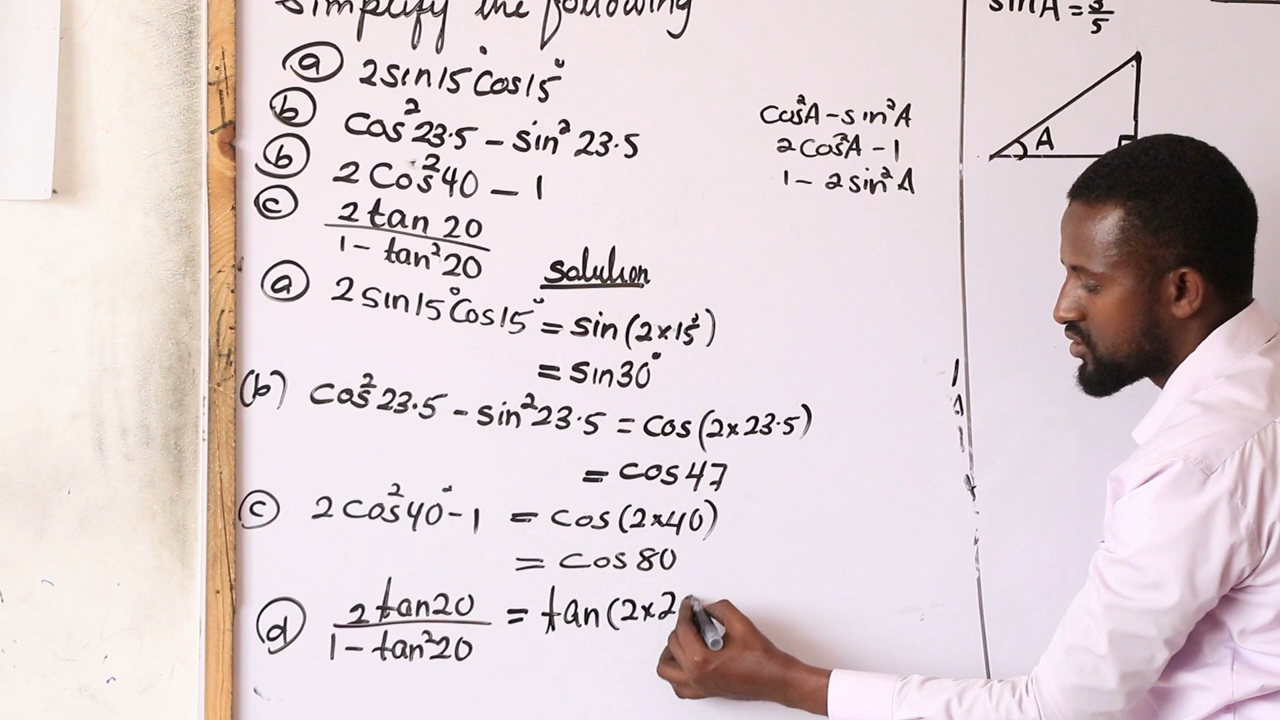 Simplify the following
(a) 2sin15°cos15°
(b) cos²23.5 - sin²23.5
(b) 2cos²40 - 1
(c) 2tan 20
1 - tan²20
solution
(a) 2sin15°cos15° = sin(2×15°)
= sin30°
(b) cos²23.5 - sin²23.5 = cos(2×23.5)
= cos47
(c) 2cos²40° - 1 = cos(2×40)
= cos80
(d) 2tan20 = tan(2×2
1 - tan²20
cos²A - sin²A
2cos²A - 1
1 - 2sin²A
sinA = 3/5
A